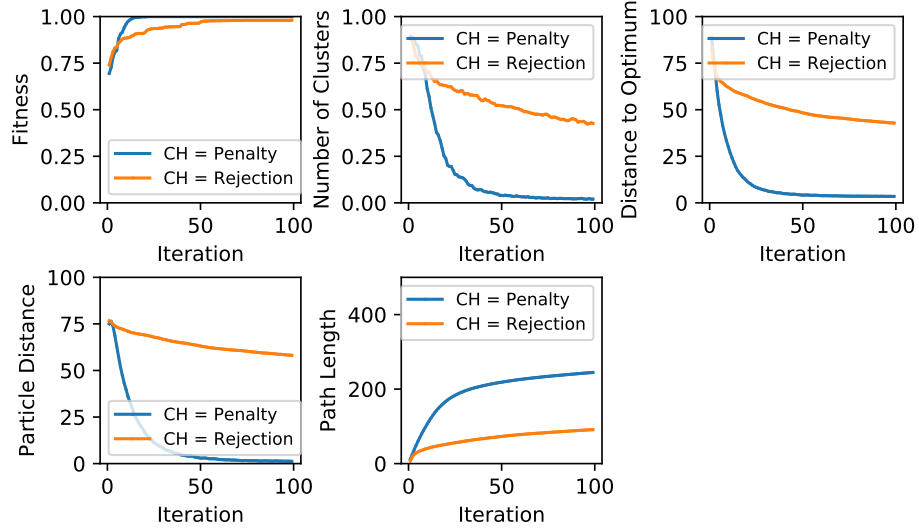 Fitness
1.00
0.75
0.50
0.25
0.00
CH = Penalty
CH = Rejection
0
50
100
Iteration
Number of Clusters
1.00
0.75
0.50
0.25
0.00
CH = Penalty
CH = Rejection
0
50
100
Iteration
Distance to Optimum
100
75
50
25
0
CH = Penalty
CH = Rejection
0
50
100
Iteration
Particle Distance
100
75
50
25
0
CH = Penalty
CH = Rejection
0
50
100
Iteration
Path Length
400
200
0
CH = Penalty
CH = Rejection
0
50
100
Iteration